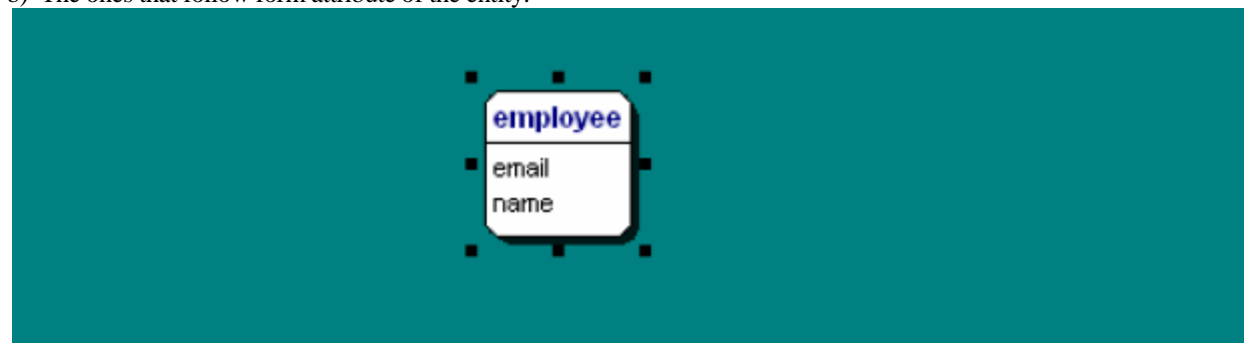 b) The ones that follow form attribute of the entity.
employee
email
name